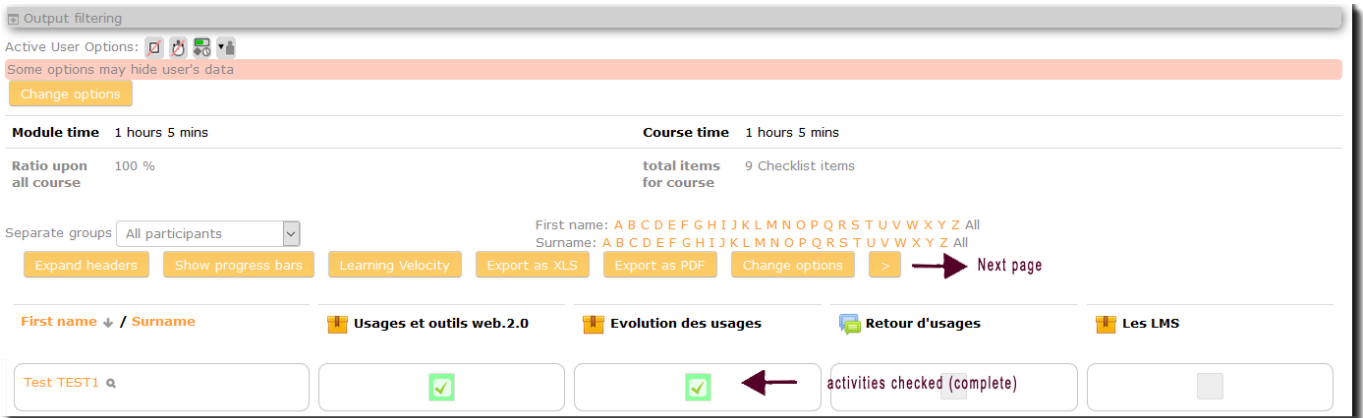 Output filtering
Active User Options:
Some options may hide user's data
Change options
Module time 1 hours 5 mins Course time 1 hours 5 mins
Ratio upon all course 100 % total items for course 9 Checklist items
First name: A B C D E F G H I J K L M N O P Q R S T U V W X Y Z All
Separate groups All participants
Surname: A B C D E F G H I J K L M N O P Q R S T U V W X Y Z All
Expand headers Show progress bars Learning Velocity Export as XLS Export as PDF Change options > Next page
First name / Surname Usages et outils web.2.0 Evolution des usages Retour d'usages Les LMS
Test TEST1 activities checked (complete)